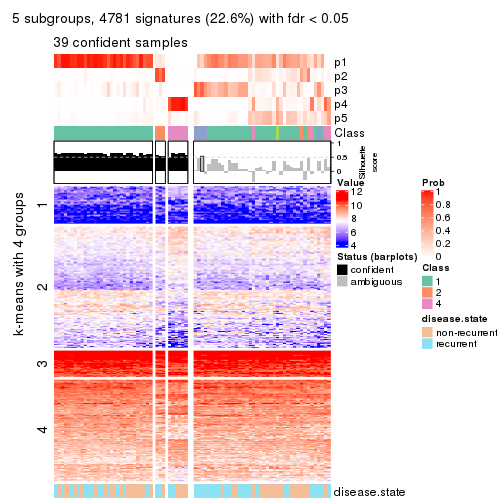 5 subgroups, 4781 signatures (22.6%) with fdr < 0.05
39 confident samples
p1
p2
p3
p4
p5
Class
1
0.5
0
Silhouette
score
k-means with 4 groups
1
2
3
4
Value
12
10
8
6
4
Status (barplots)
confident
ambiguous
Prob
1
0.8
0.6
0.4
0.2
0
Class
1
2
4
disease.state
non-recurrent
recurrent
disease.state